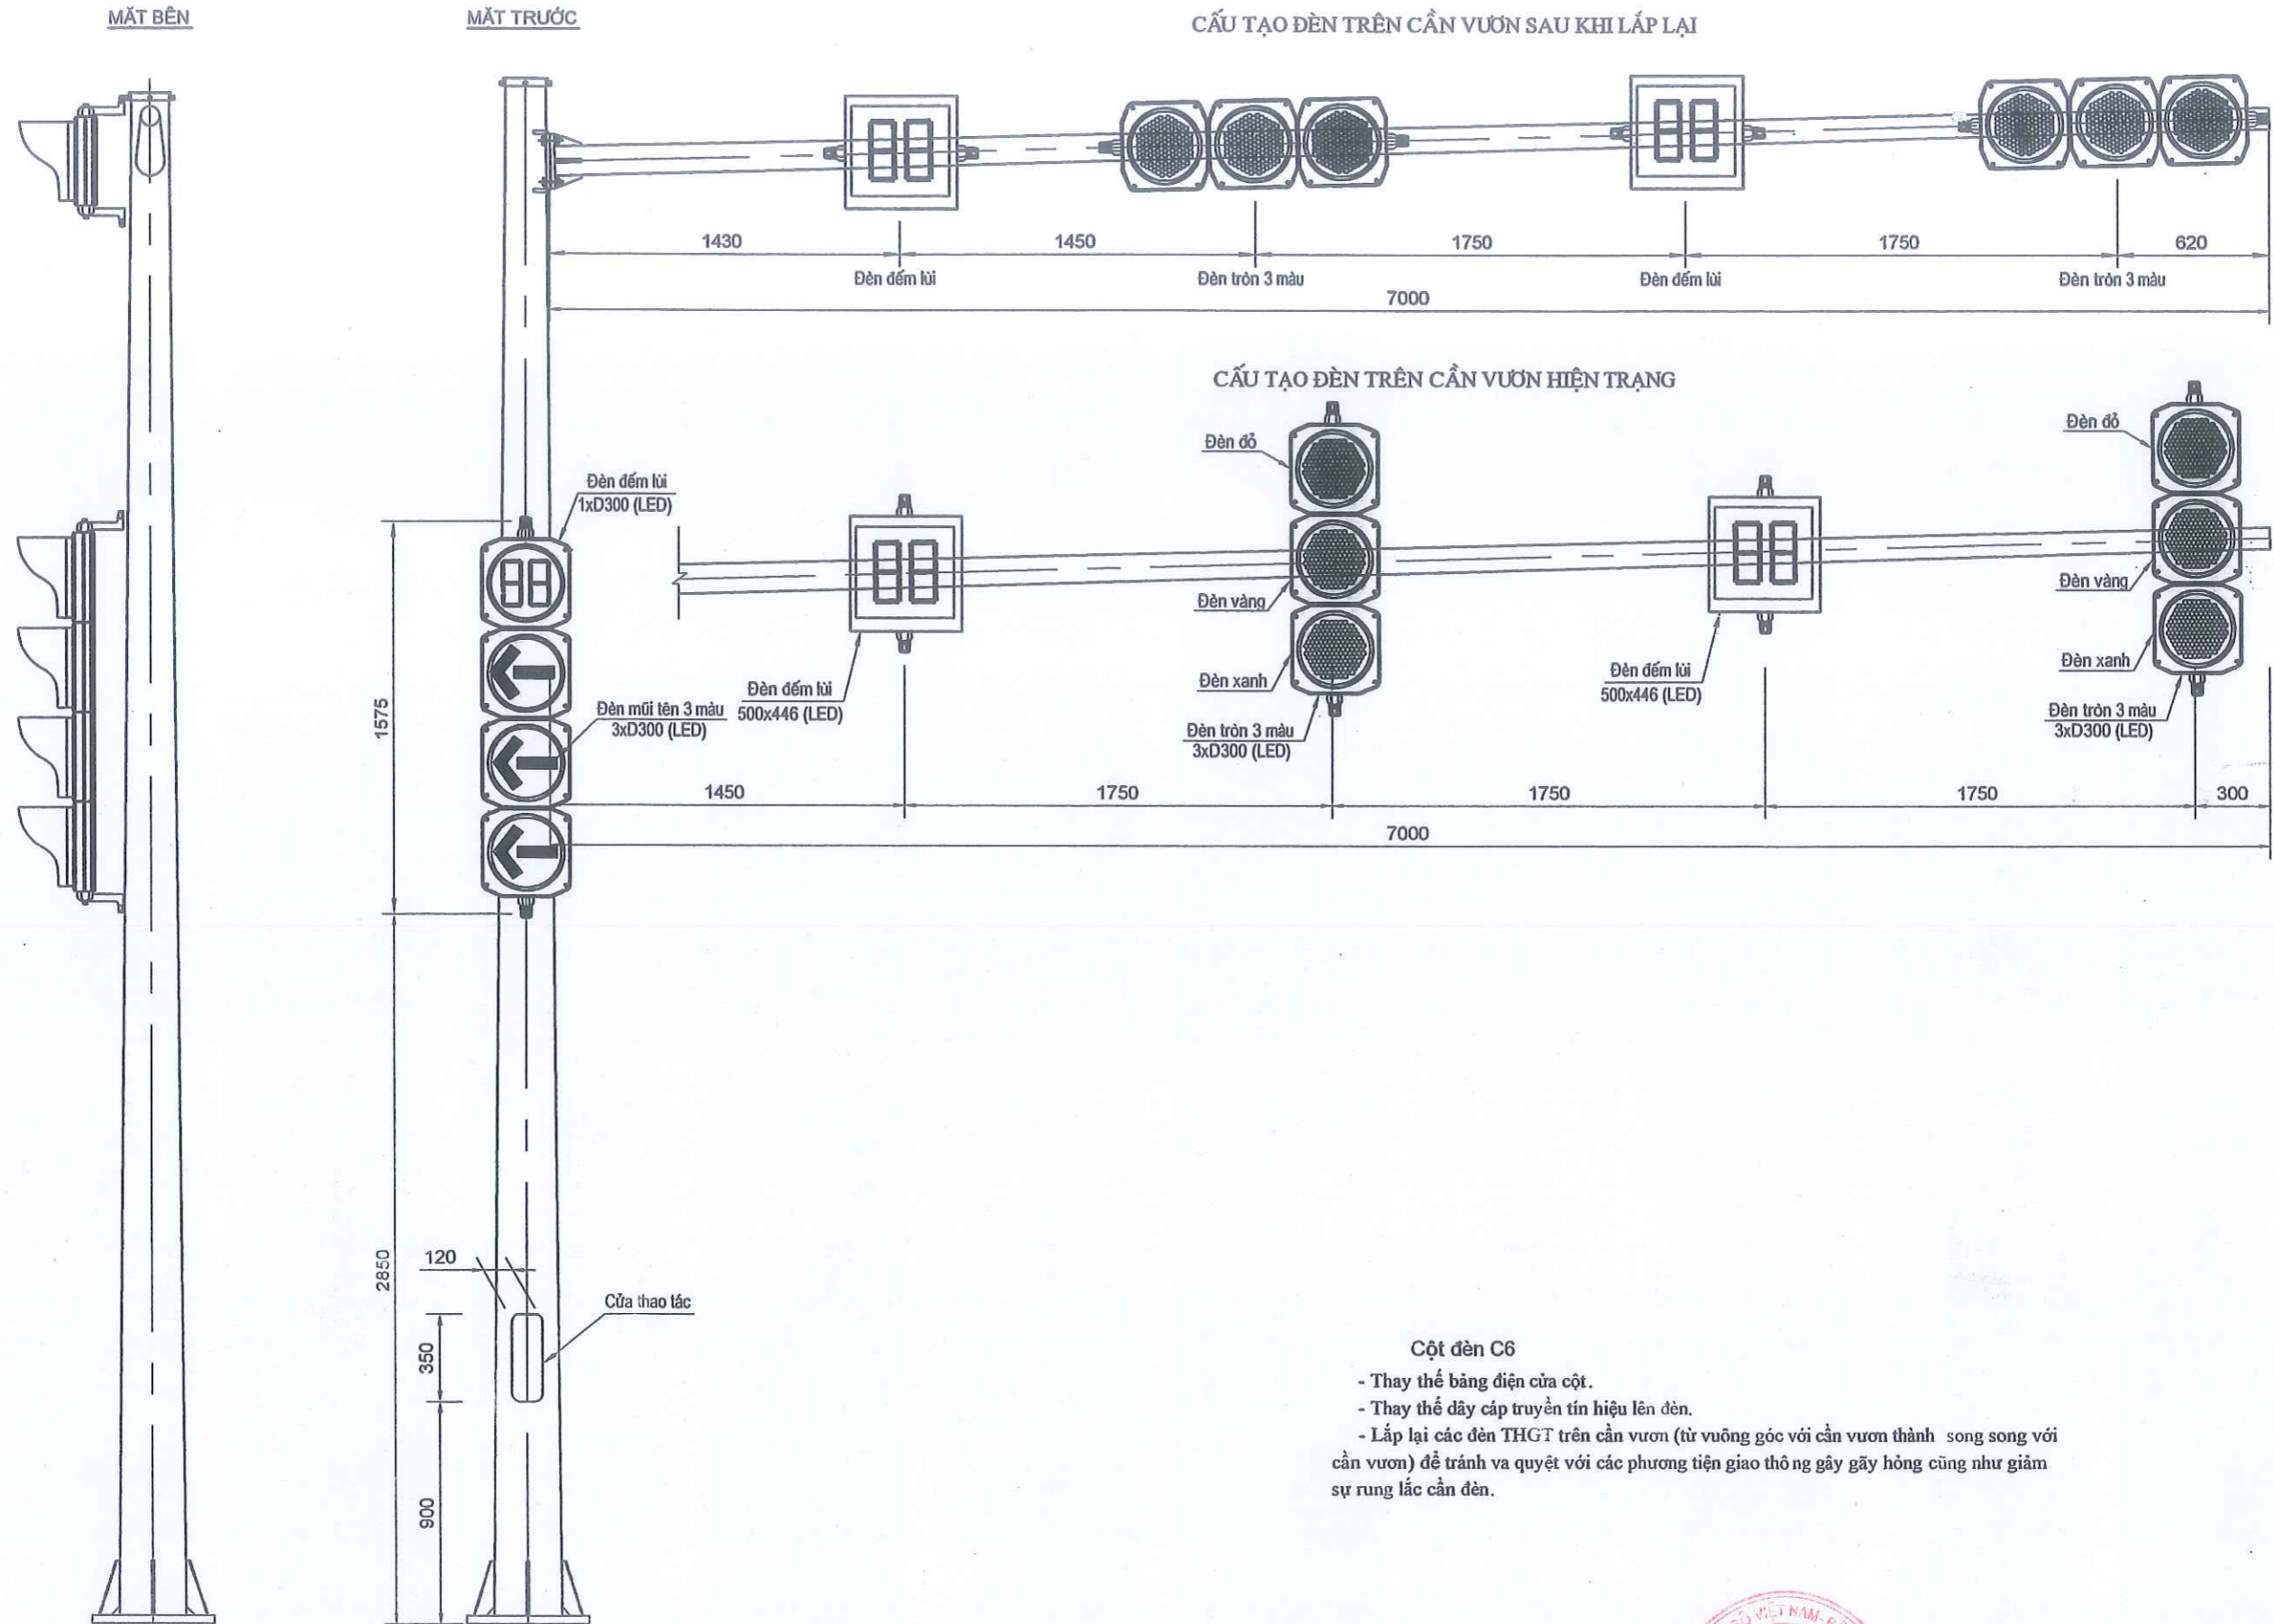 MẶT BÊN
MẶT TRƯỚC
CẤU TẠO ĐÈN TRÊN CẦN VƯƠN SAU KHI LẮP LẠI
1430
1450
1750
1750
620
Đèn đếm lùi
Đèn tròn 3 màu
Đèn đếm lùi
Đèn tròn 3 màu
7000
CẤU TẠO ĐÈN TRÊN CẦN VƯƠN HIỆN TRẠNG
Đèn đỏ
Đèn đỏ
Đèn đếm lùi
1xD300 (LED)
Đèn vàng
Đèn vàng
Đèn xanh
Đèn xanh
Đèn đếm lùi
500x446 (LED)
Đèn đếm lùi
500x446 (LED)
Đèn mũi tên 3 màu
3xD300 (LED)
Đèn tròn 3 màu
3xD300 (LED)
Đèn tròn 3 màu
3xD300 (LED)
1575
1450
1750
1750
1750
300
7000
2850
120
Cửa thao tác
350
900
Cột đèn C6
- Thay thế bảng điện cửa cột.
- Thay thế dây cáp truyền tín hiệu lên đèn.
- Lắp lại các đèn THGT trên cần vươn (từ vuông góc với cần vươn thành song song với
cần vươn) để tránh va quyệt với các phương tiện giao thông gây gãy hỏng cũng như giảm
sự rung lắc cần đèn.
VIỆT NAM